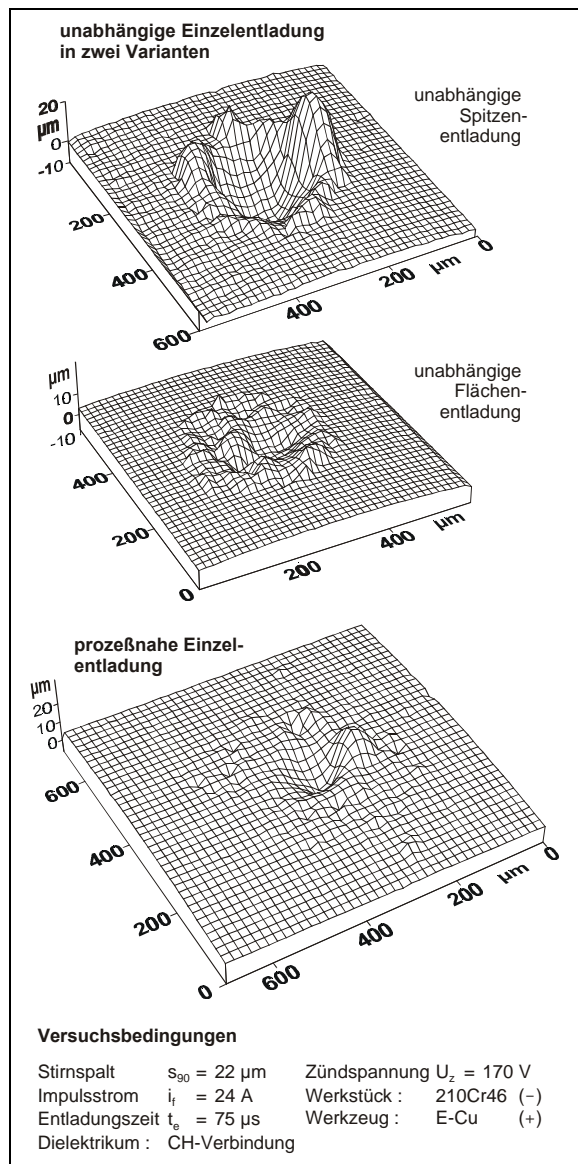 unabhängige Einzelentladung
in zwei Varianten
unabhängige
Spitzen-
entladung
20
µm
0
-10
200
400
600
400
200
µm
0
unabhängige
Flächen-
entladung
µm
10
0
-10
400
200
0
200
400
µm
prozeßnahe Einzel-
entladung
µm
20
10
0
600
400
200
0
600
400
200
µm
0
Versuchsbedingungen
Stirnspalt s90 = 22 µm Zündspannung Uz = 170 V
Impulsstrom if = 24 A Werkstück : 210Cr46 (−)
Entladungszeit te = 75 µs Werkzeug : E-Cu (+)
Dielektrikum : CH-Verbindung